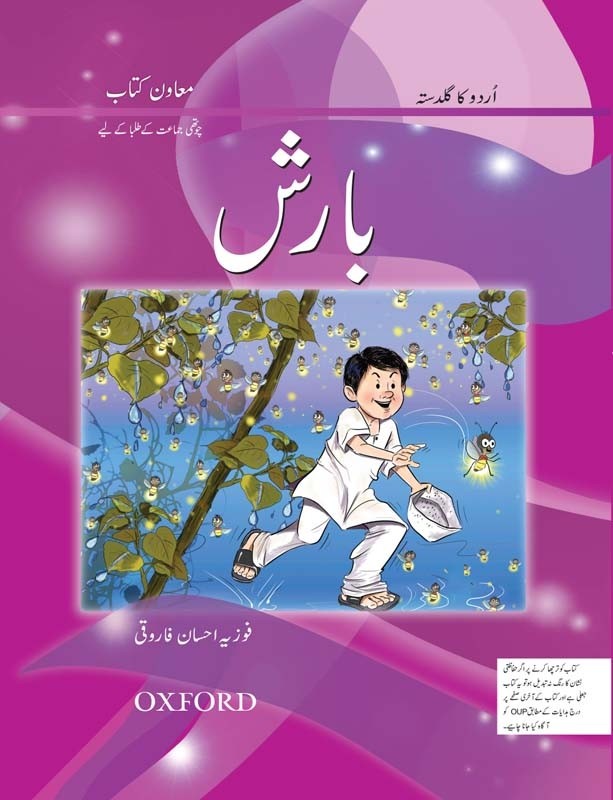 اُردو کا گلدستہ
معاون کتاب
چوتھی جماعت کے طلبا کے لیے
بارش
فوزیہ احسان فاروقی
OXFORD
کتاب کو ترچھا کرنے پر اگر حفاظتی
نشان کا رنگ نہ تبدیل ہو تو یہ کتاب
جعلی ہے اور کتاب کے آخری صفحے پر
درج ہدایات کے مطابق OUP کو
آگاہ کیا جانا چاہیے۔